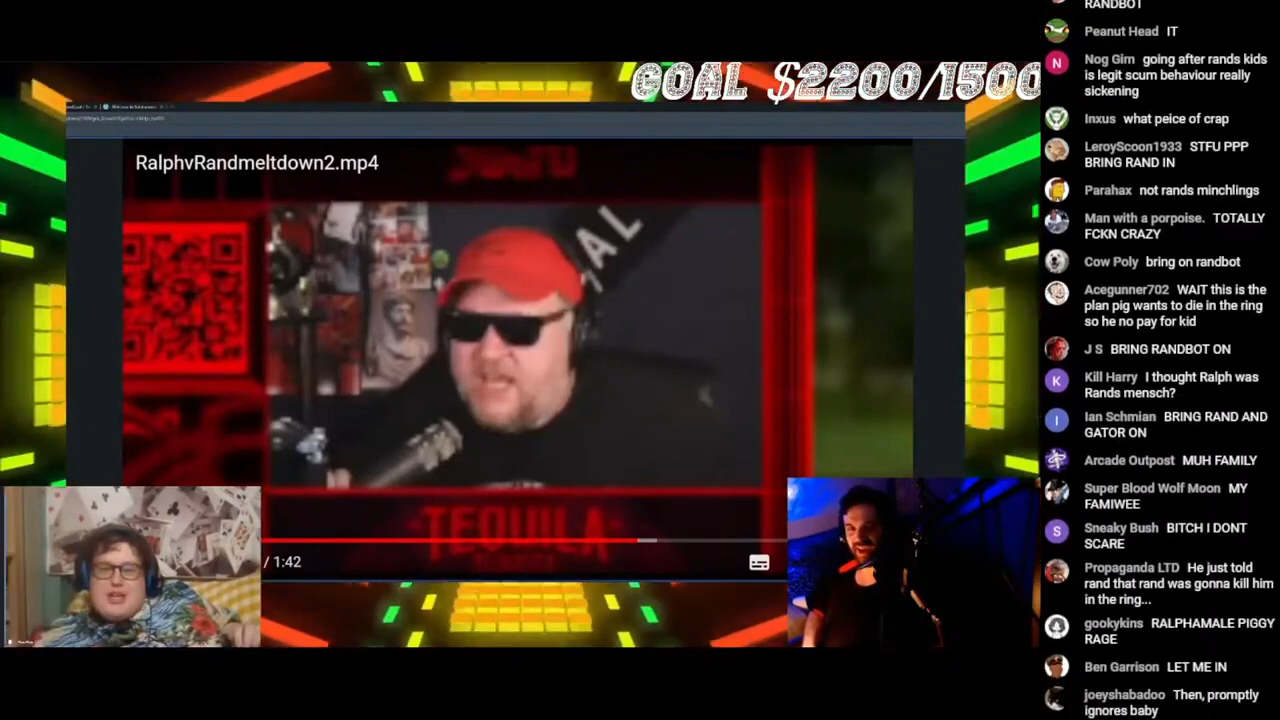 GOAL $2200/1500
RalphvRandmeltdown2.mp4
AL
TEQUILA
/ 1:42
RANDBOT
Peanut Head IT
Nog Gim going after rands kids
is legit scum behaviour really
sickening
Inxus what peice of crap
LeroyScoon1933 STFU PPP
BRING RAND IN
Parahax not rands minchlings
Man with a porpoise. TOTALLY
FCKN CRAZY
Cow Poly bring on randbot
Acegunner702 WAIT this is the
plan pig wants to die in the ring
so he no pay for kid
J S BRING RANDBOT ON
Kill Harry I thought Ralph was
Rands mensch?
Ian Schmian BRING RAND AND
GATOR ON
Arcade Outpost MUH FAMILY
Super Blood Wolf Moon MY
FAMIWEE
Sneaky Bush BITCH I DONT
SCARE
Propaganda LTD He just told
rand that rand was gonna kill him
in the ring...
gookykins RALPHAMALE PIGGY
RAGE
Ben Garrison LET ME IN
joeyshabadoo Then, promptly
ignores baby